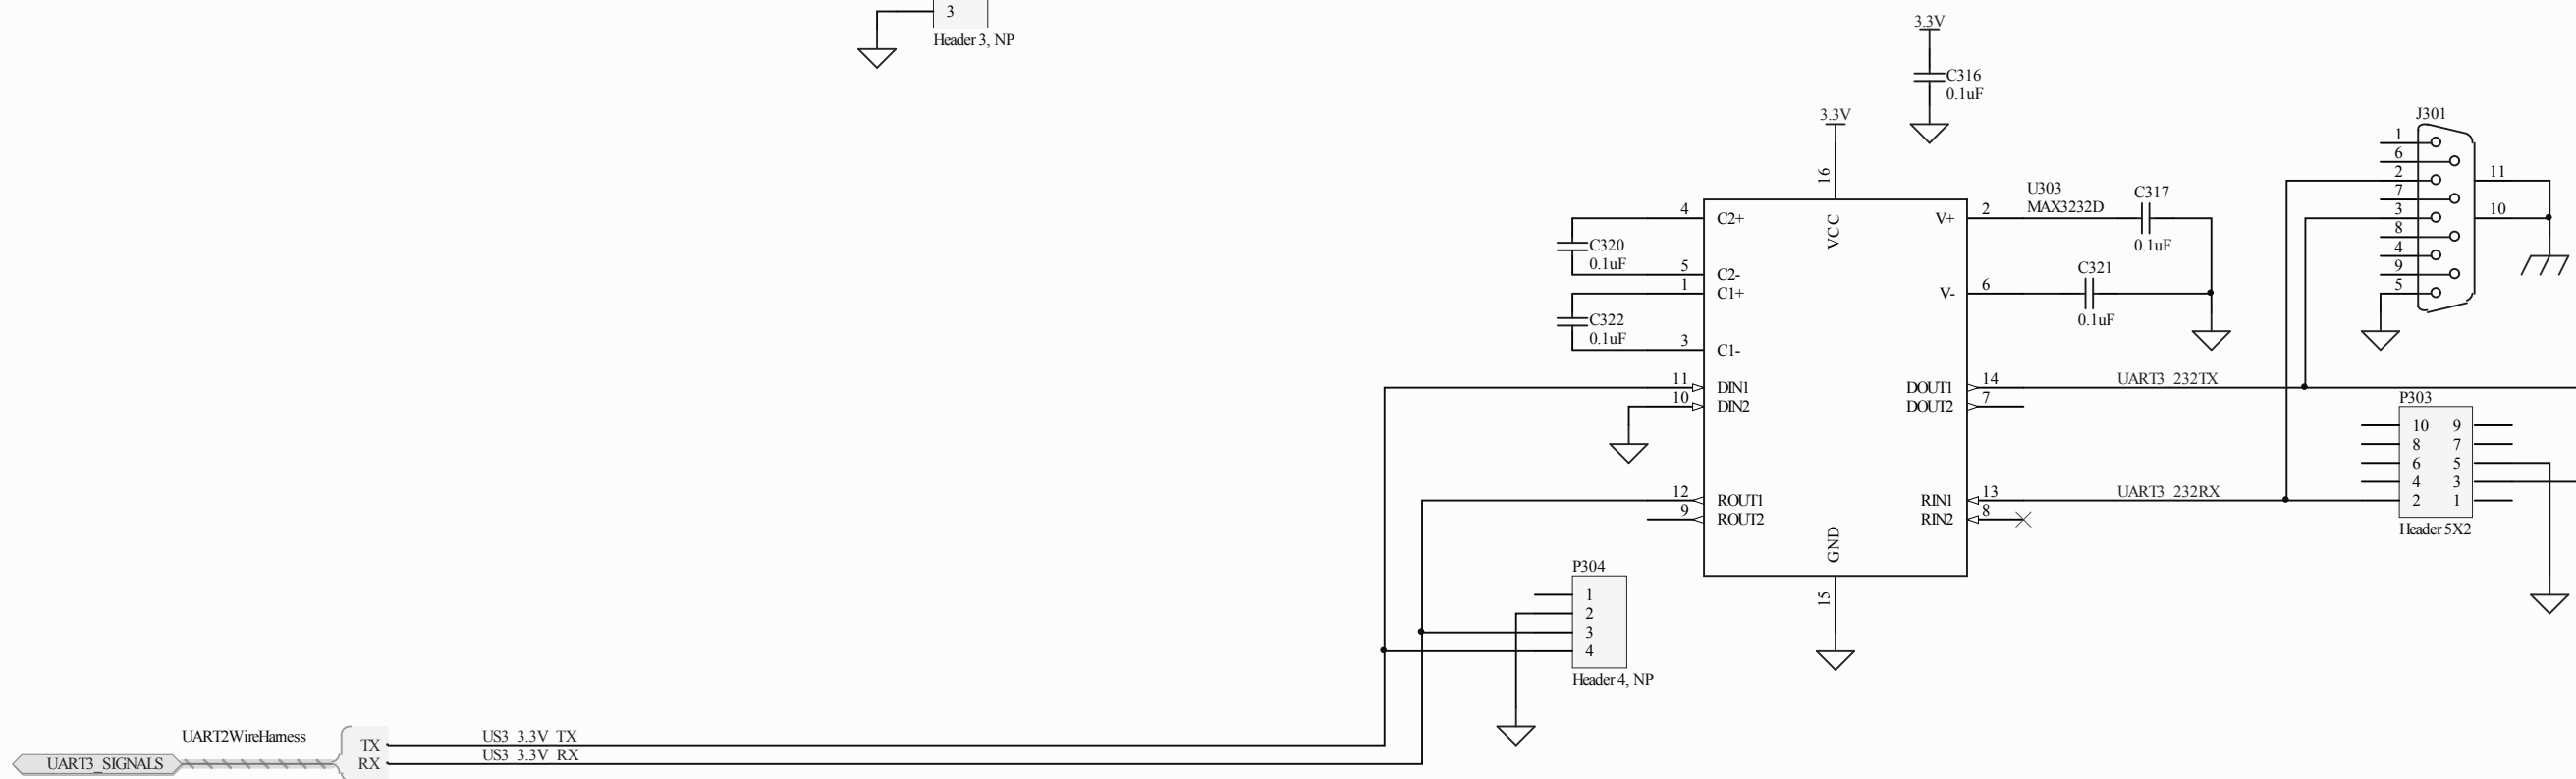 3
Header 3, NP
3.3V
C316
0.1uF
3.3V
16
U303
MAX3232D
C317
0.1uF
C321
0.1uF
J301
1
6
2
7
3
8
4
9
5
11
10
4
5
1
3
11
10
12
9
C2+
C2-
C1+
C1-
DIN1
DIN2
ROUT1
ROUT2
VCC
GND
V+
V-
DOUT1
DOUT2
RIN1
RIN2
2
6
14
7
13
8
15
C320
0.1uF
C322
0.1uF
UART3_232TX
UART3_232RX
P303
10 9
8 7
6 5
4 3
2 1
Header 5X2
P304
1
2
3
4
Header 4, NP
UART2WireHarness
UART3_SIGNALS
TX
RX
US3_3.3V_TX
US3_3.3V_RX